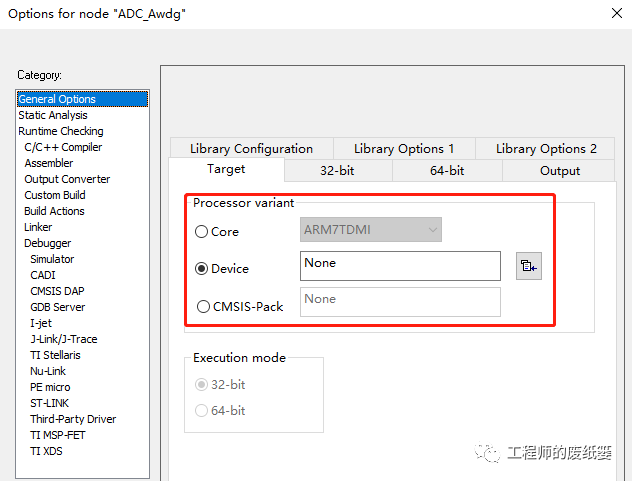 Options for node "ADC_Awdg"
Category:
General Options
Static Analysis
Runtime Checking
C/C++ Compiler
Assembler
Output Converter
Custom Build
Build Actions
Linker
Debugger
Simulator
CADI
CMSIS DAP
GDB Server
I-jet
J-Link/J-Trace
TI Stellaris
Nu-Link
PE micro
ST-LINK
Third-Party Driver
TI MSP-FET
TI XDS
Library Configuration
Library Options 1
Library Options 2
Target
32-bit
64-bit
Output
Processor variant
Core
ARM7TDMI
Device
None
CMSIS-Pack
None
Execution mode
32-bit
64-bit
工程师的废纸篓